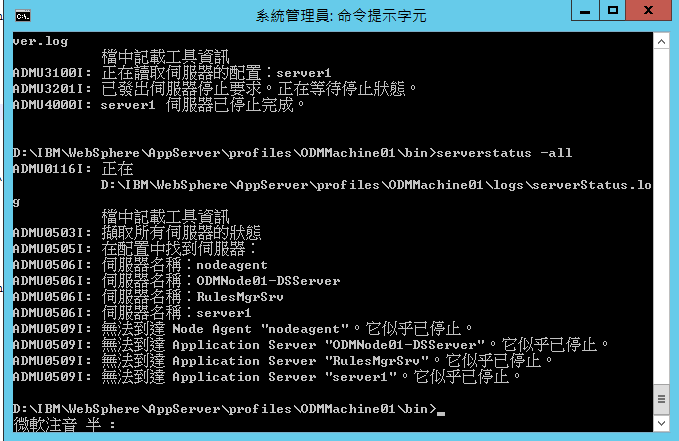 系統管理員: 命令提示字元
ver.log
檔中記載工具資訊
ADMU3100I: 正在讀取伺服器的配置：server1
ADMU3201I: 已發出伺服器停止要求。正在等待停止狀態。
ADMU4000I: server1 伺服器已停止完成。
D:\IBM\WebSphere\AppServer\profiles\ODMMachine01\bin>serverstatus -all
ADMU0116I: 正在
D:\IBM\WebSphere\AppServer\profiles\ODMMachine01\logs\serverStatus.lo
g
檔中記載工具資訊
ADMU0503I: 擷取所有伺服器的狀態
ADMU0505I: 在配置中找到伺服器：
ADMU0506I: 伺服器名稱：nodeagent
ADMU0506I: 伺服器名稱：ODMNode01-DSServer
ADMU0506I: 伺服器名稱：RulesMgrSrv
ADMU0506I: 伺服器名稱：server1
ADMU0509I: 無法到達 Node Agent "nodeagent"。它似乎已停止。
ADMU0509I: 無法到達 Application Server "ODMNode01-DSServer"。它似乎已停止。
ADMU0509I: 無法到達 Application Server "RulesMgrSrv"。它似乎已停止。
ADMU0509I: 無法到達 Application Server "server1"。它似乎已停止。
D:\IBM\WebSphere\AppServer\profiles\ODMMachine01\bin>
微軟注音 半 :